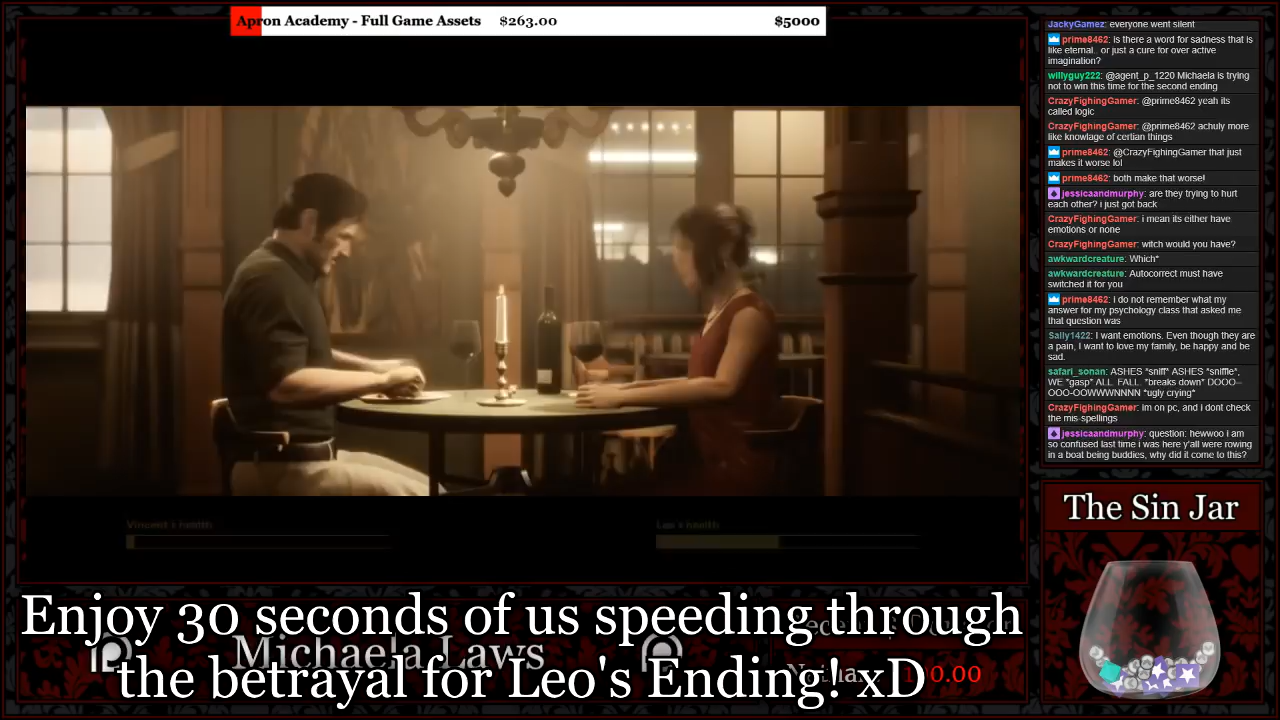 Apron Academy - Full Game Assets $263.00 $5000
JackyGamez: everyone went silent
prime8462: is there a word for sadness that is
like eternal.. or just a cure for over active
imagination?
willyguy222: @agent_p_1220 Michaela is trying
not to win this time for the second ending
CrazyFighingGamer: @prime8462 yeah its
called logic
CrazyFighingGamer: @prime8462 achuly more
like knowlage of certian things
prime8462: @CrazyFighingGamer that just
makes it worse lol
prime8462: both make that worse!
jessicaandmurphy: are they trying to hurt
each other? i just got back
CrazyFighingGamer: i mean its either have
emotions or none
CrazyFighingGamer: witch would you have?
awkwardcreature: Which*
awkwardcreature: Autocorrect must have
switched it for you
prime8462: I do not remember what my
answer for my psychology class that asked me
that question was
Sally1422: I want emotions. Even though they are
a pain, I want to love my family, be happy and be
sad.
safari_sonan: ASHES *sniff* ASHES *sniffle*,
WE *gasp* ALL FALL *breaks down* DOOO--
OOO-OOWWWNNNN *ugly crying*
CrazyFighingGamer: im on pc, and i dont check
the mis-spellings
jessicaandmurphy: question: hewwoo i am
so confused last time i was here y'all were rowing
in a boat being buddies, why did it come to this?
The Sin Jar
Vincent's health
Leo's health
Enjoy 30 seconds of us speeding through
the betrayal for Leo's Ending! xD
Michaela Laws